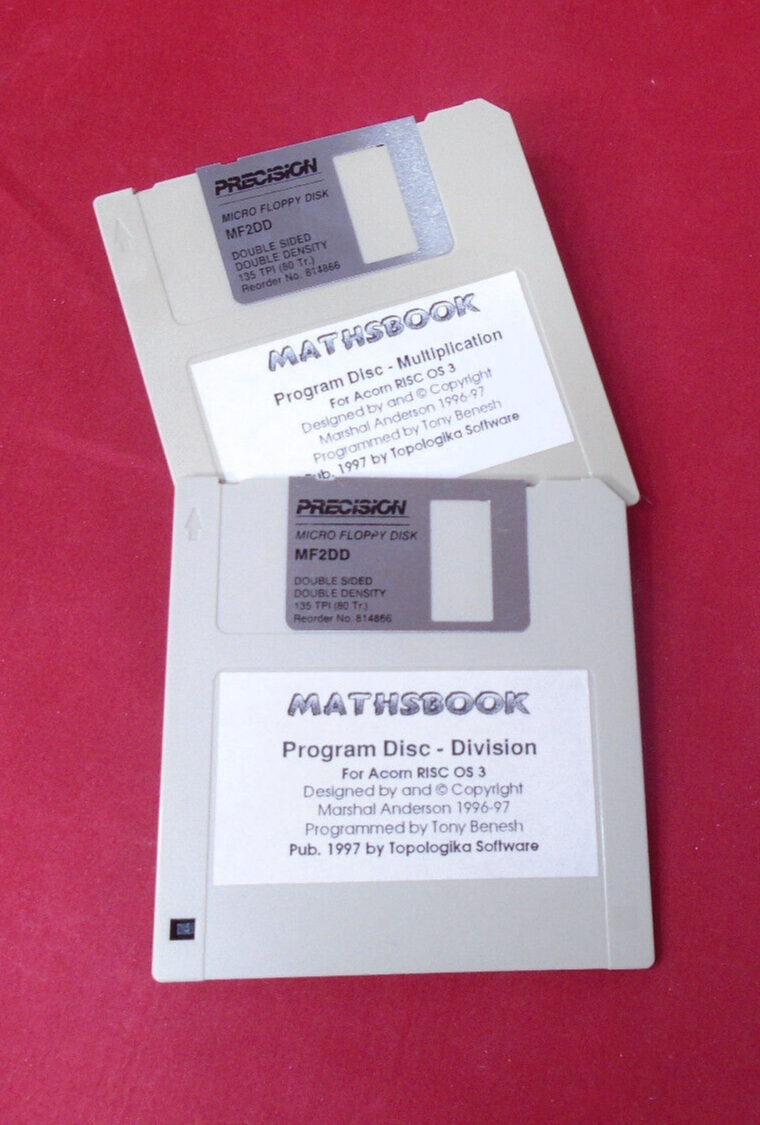 PRECISION
MICRO FLOPPY DISK
MF2DD
DOUBLE SIDED
DOUBLE DENSITY
135 TPI (80 Tr.)
Reorder No. 814866
MATHSBOOK
Program Disc - Multiplication
For Acorn RISC OS 3
Designed by and © Copyright
Marshal Anderson 1996-97
Programmed by Tony Benesh
Pub. 1997 by Topologika Software
PRECISION
MICRO FLOPPY DISK
MF2DD
DOUBLE SIDED
DOUBLE DENSITY
135 TPI (80 Tr.)
Reorder No. 814866
MATHSBOOK
Program Disc - Division
For Acorn RISC OS 3
Designed by and © Copyright
Marshal Anderson 1996-97
Programmed by Tony Benesh
Pub. 1997 by Topologika Software